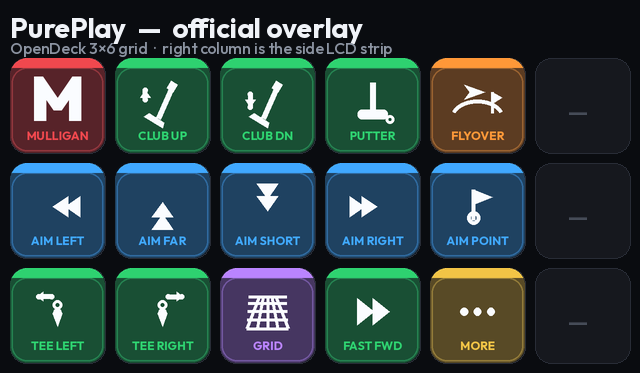 PurePlay — official overlay
OpenDeck 3×6 grid · right column is the side LCD strip
M
MULLIGAN CLUB UP CLUB DN PUTTER FLYOVER —
AIM LEFT AIM FAR AIM SHORT AIM RIGHT AIM POINT —
TEE LEFT TEE RIGHT GRID FAST FWD MORE —